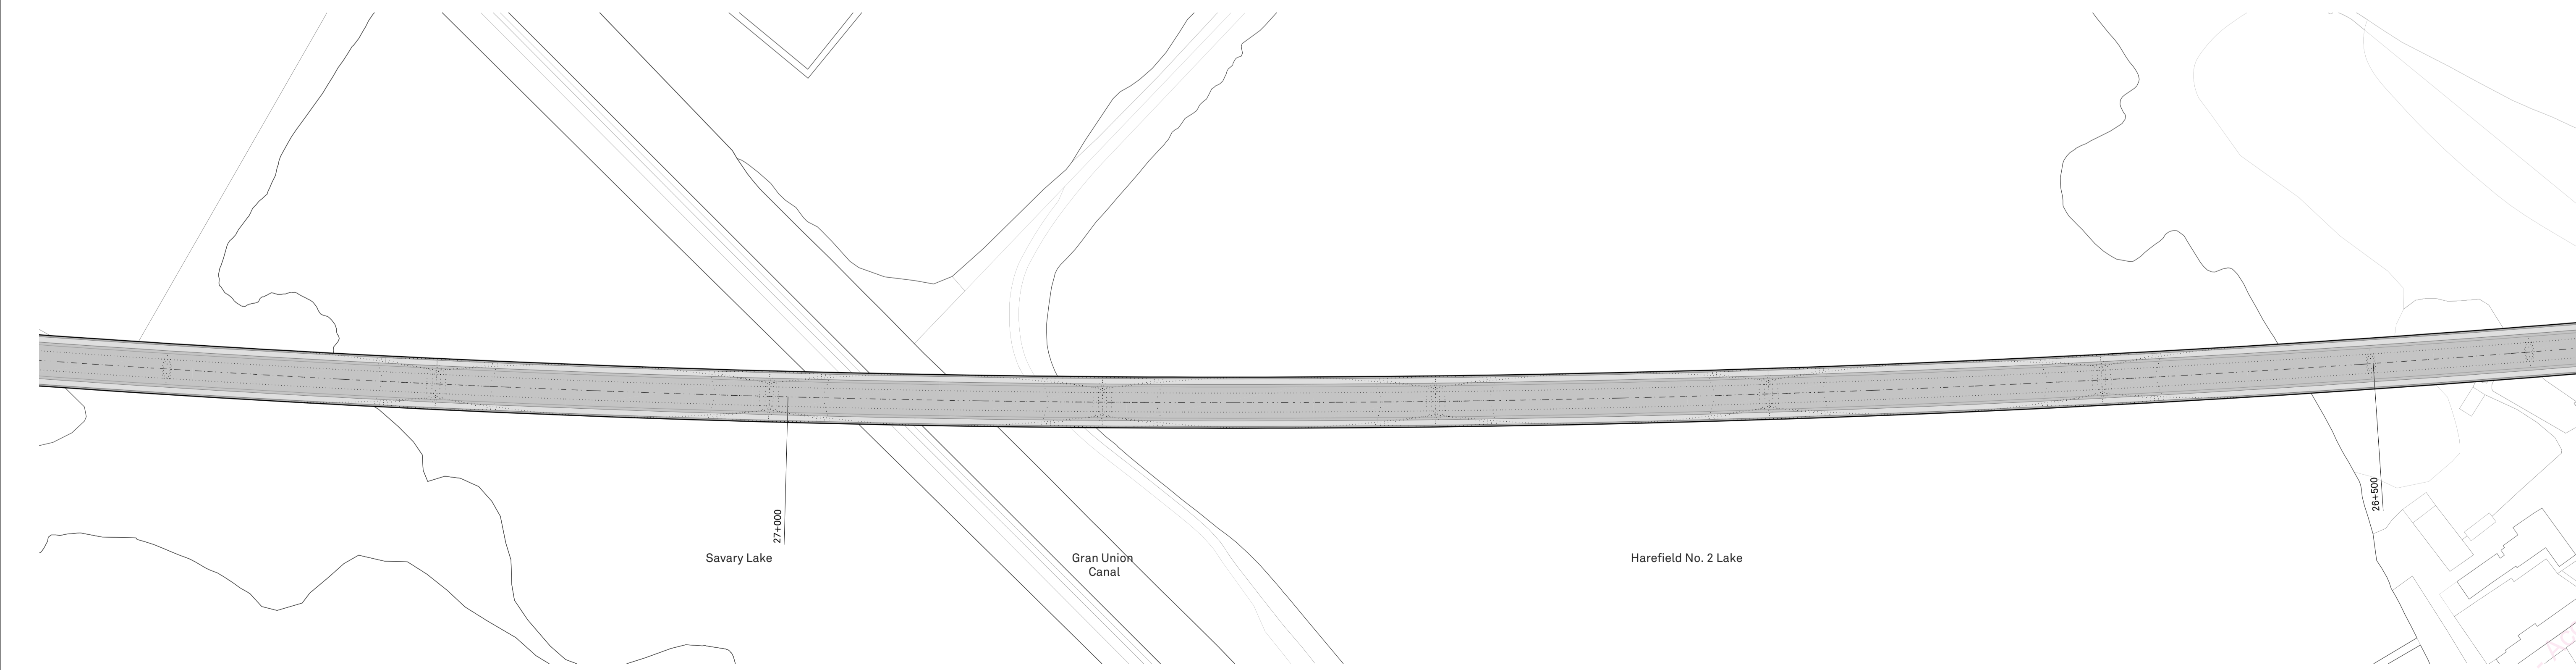 27+000
26+500
Savary Lake
Gran Union
Canal
Harefield No. 2 Lake